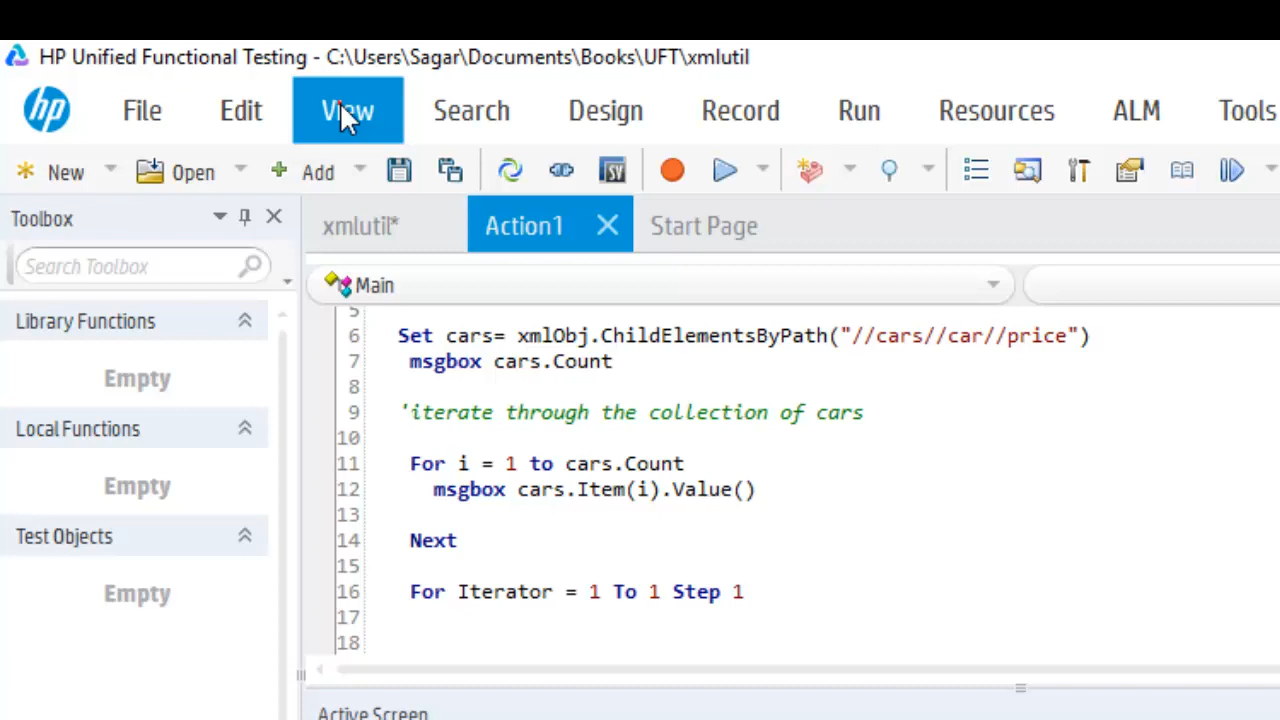 HP Unified Functional Testing - C:\Users\Sagar\Documents\Books\UFT\xmlutil
hp File Edit View Search Design Record Run Resources ALM Tools
New Open Add SV
Toolbox
xmlutil* Action1 Start Page
Search Toolbox
Main
Library Functions
Empty
Local Functions
Empty
Test Objects
Empty
5
6 Set cars= xmlObj.ChildElementsByPath("//cars//car//price")
7 msgbox cars.Count
8
9 'iterate through the collection of cars
10
11 For i = 1 to cars.Count
12 msgbox cars.Item(i).Value()
13
14 Next
15
16 For Iterator = 1 To 1 Step 1
17
18
Active Screen